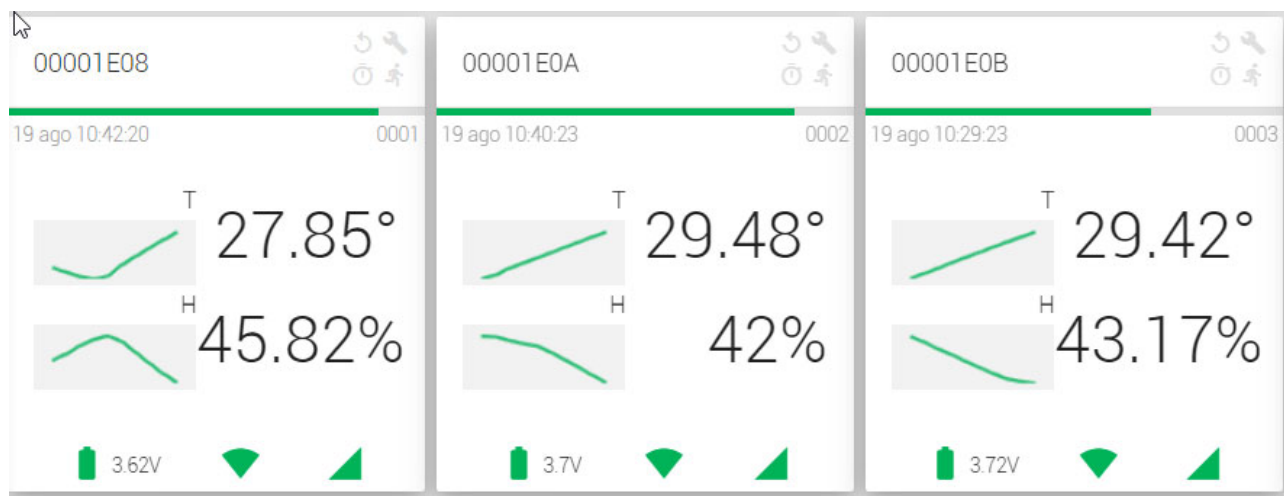 00001E08
19 ago 10:42:20 0001
T
27.85°
H
45.82%
3.62V
00001E0A
19 ago 10:40:23 0002
T
29.48°
H
42%
3.7V
00001E0B
19 ago 10:29:23 0003
T
29.42°
H
43.17%
3.72V